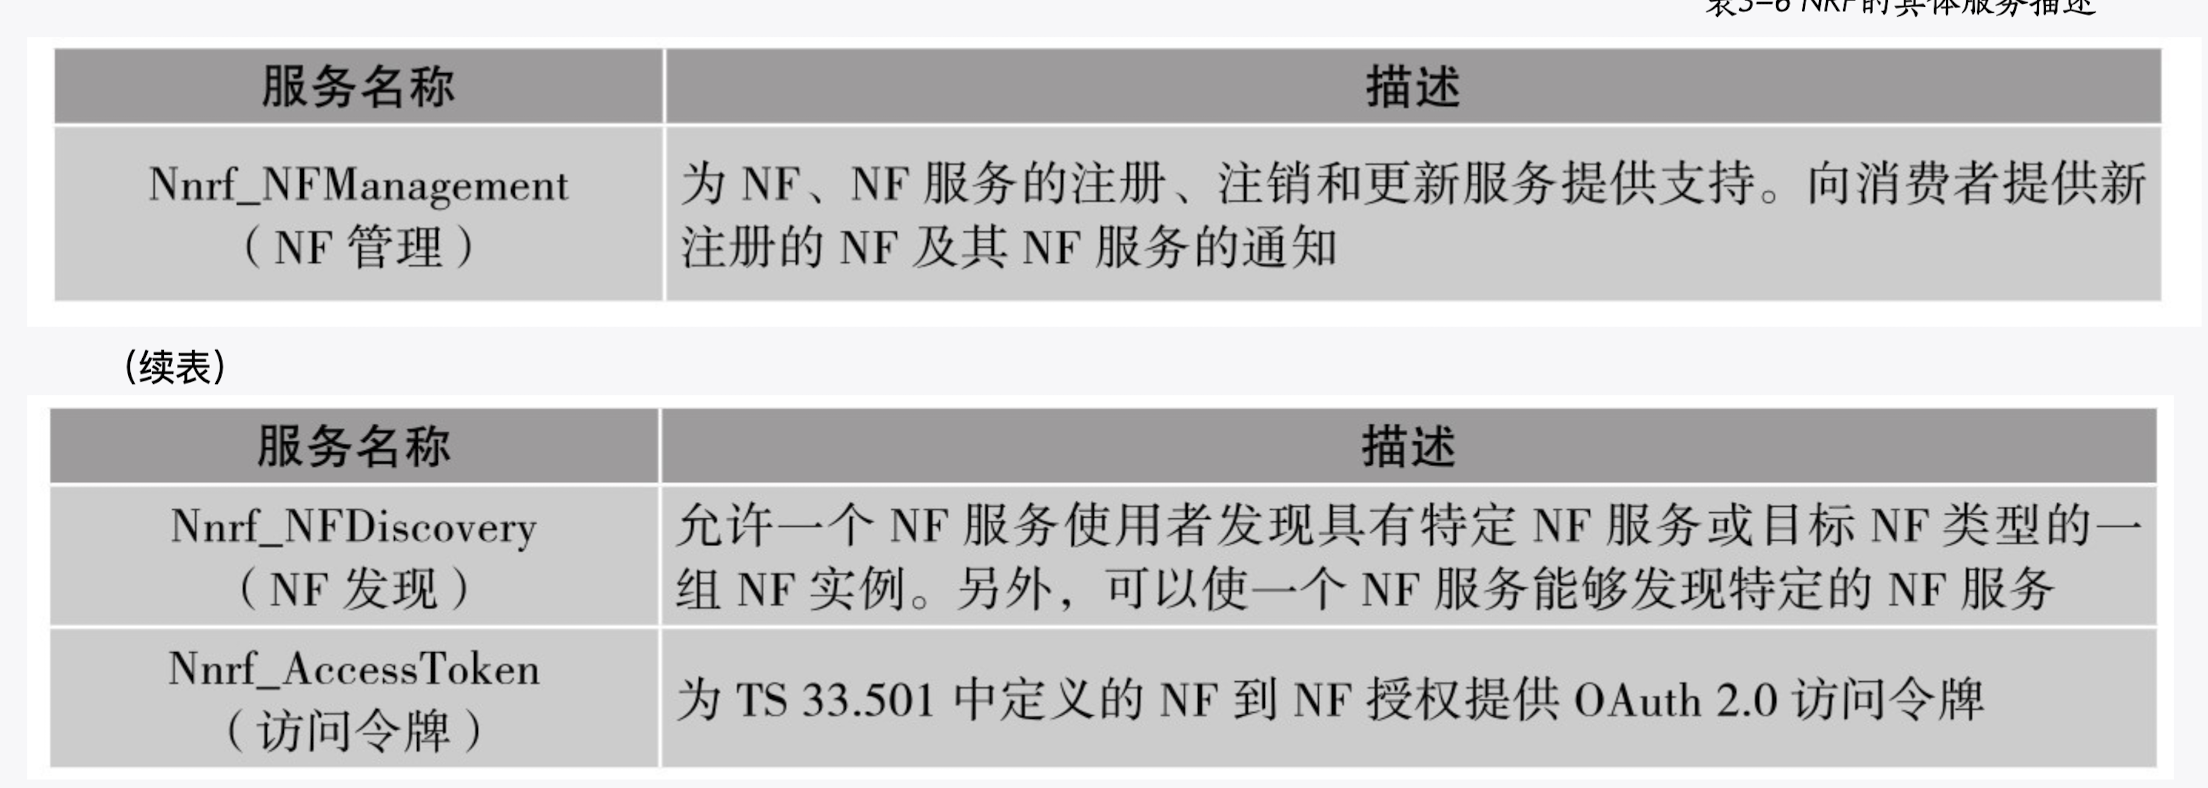 表3-6 NRF的具体服务描述
服务名称 描述
Nnrf_NFManagement
（NF 管理）
为 NF、NF 服务的注册、注销和更新服务提供支持。向消费者提供新
注册的 NF 及其 NF 服务的通知
（续表）
服务名称 描述
Nnrf_NFDiscovery
（NF 发现）
允许一个 NF 服务使用者发现具有特定 NF 服务或目标 NF 类型的一
组 NF 实例。另外，可以使一个 NF 服务能够发现特定的 NF 服务
Nnrf_AccessToken
（访问令牌）
为 TS 33.501 中定义的 NF 到 NF 授权提供 OAuth 2.0 访问令牌